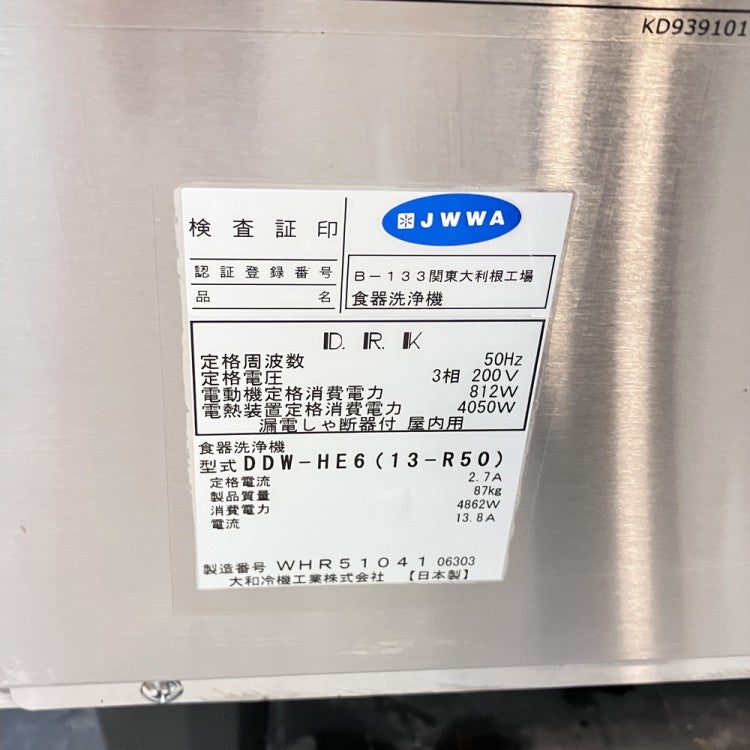 KD939101
検査証印
JWWA
認証登録番号 B－133関東大利根工場
品名 食器洗浄機
D.R.K
定格周波数 50Hz
定格電圧 3相 200V
電動機定格消費電力 812W
電熱装置定格消費電力 4050W
漏電しゃ断器付 屋内用
食器洗浄機
型式 DDW-HE6(13-R50)
定格電流 2.7A
製品質量 87kg
消費電力 4862W
電流 13.8A
製造番号 WHR51041 06303
大和冷機工業株式会社 【日本製】